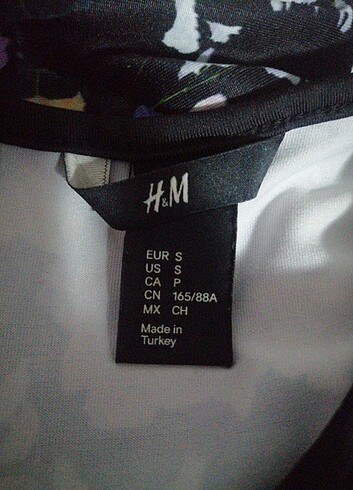 H&M
EUR S
US S
CA P
CN 165/88A
MX CH
Made in
Turkey